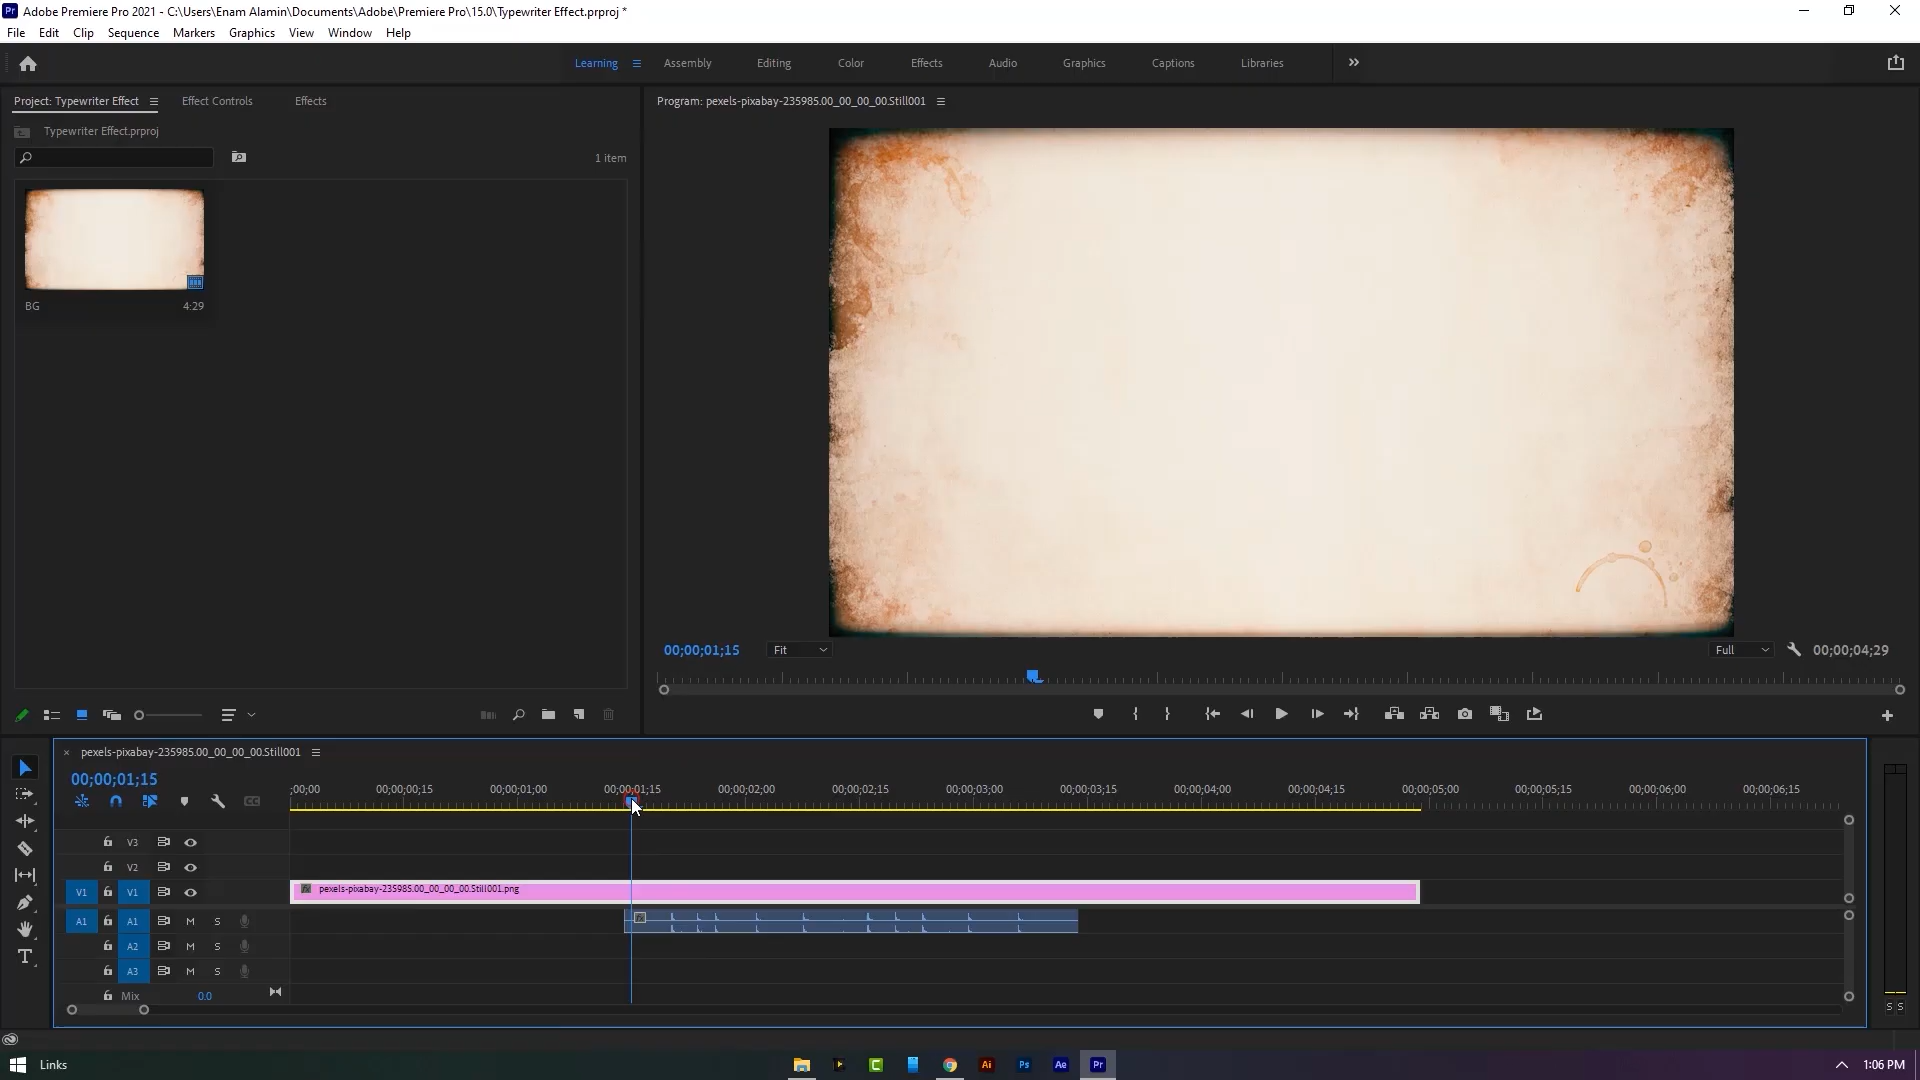 Pr Adobe Premiere Pro 2021 - C:\Users\Enam Alamin\Documents\Adobe\Premiere Pro\15.0\Typewriter Effect.prproj *
File Edit Clip Sequence Markers Graphics View Window Help
Learning Assembly Editing Color Effects Audio Graphics Captions Libraries
Project: Typewriter Effect Effect Controls Effects
Program: pexels-pixabay-235985.00_00_00_00.Still001
Typewriter Effect.prproj
1 item
BG 4:29
00;00;01;15 Fit Full 00;00;04;29
pexels-pixabay-235985.00_00_00_00.Still001
00;00;01;15
;00;00 00;00;00;15 00;00;01;00 00;00;01;15 00;00;02;00 00;00;02;15 00;00;03;00 00;00;03;15 00;00;04;00 00;00;04;15 00;00;05;00 00;00;05;15 00;00;06;00 00;00;06;15
V3
V2
V1 V1 fx pexels-pixabay-235985.00_00_00_00.Still001.png
A1 A1 M S fx
A2 M S
A3 M S
Mix 0.0
S S
Links Ai Ps Ae Pr 1:06 PM